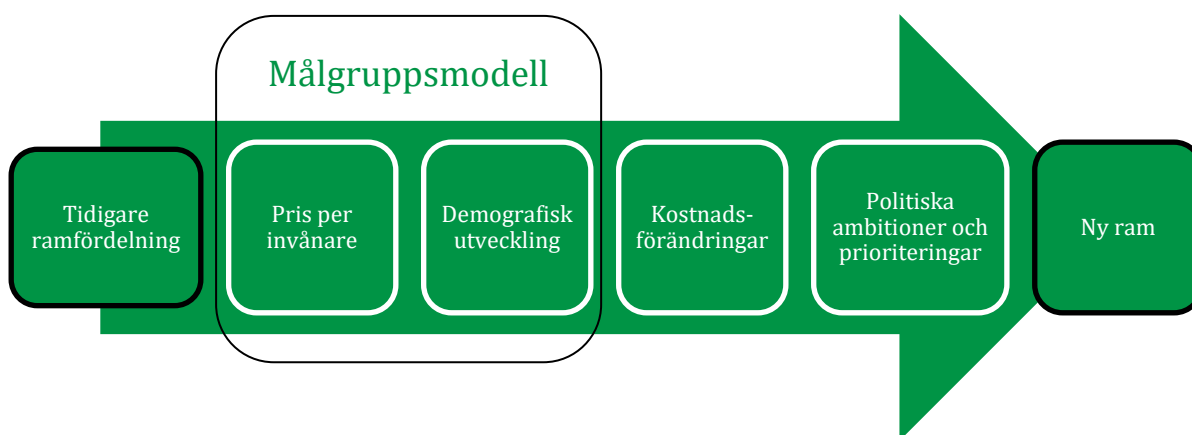 Målgruppsmodell
Tidigare
ramfördelning
Pris per
invånare
Demografisk
utveckling
Kostnads-
förändringar
Politiska
ambitioner och
prioriteringar
Ny ram